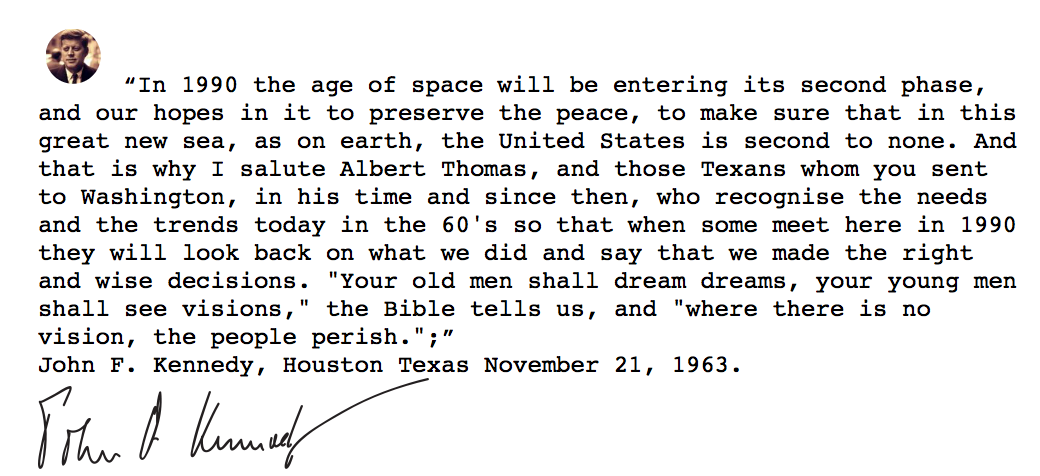 “In 1990 the age of space will be entering its second phase,
and our hopes in it to preserve the peace, to make sure that in this
great new sea, as on earth, the United States is second to none. And
that is why I salute Albert Thomas, and those Texans whom you sent
to Washington, in his time and since then, who recognise the needs
and the trends today in the 60's so that when some meet here in 1990
they will look back on what we did and say that we made the right
and wise decisions. "Your old men shall dream dreams, your young men
shall see visions," the Bible tells us, and "where there is no
vision, the people perish.";”
John F. Kennedy, Houston Texas November 21, 1963.
John F Kennedy